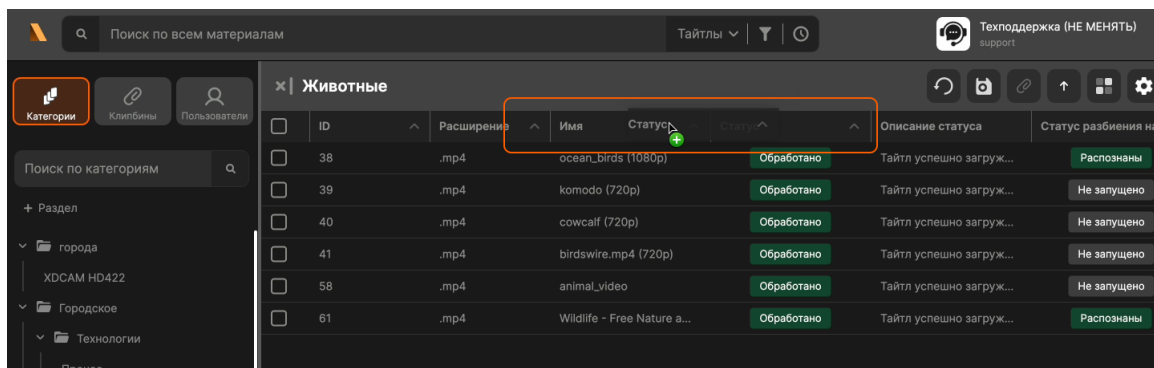 Поиск по всем материалам
Тайтлы
Техподдержка (НЕ МЕНЯТЬ)
support
Категории
Клипбины
Пользователи
Животные
ID Расширение Имя Статус Статус Описание статуса Статус разбиения на
38 .mp4 ocean_birds (1080p) Обработано Тайтл успешно загруж... Распознаны
39 .mp4 komodo (720p) Обработано Тайтл успешно загруж... Не запущено
40 .mp4 cowcalf (720p) Обработано Тайтл успешно загруж... Не запущено
41 .mp4 birdswire.mp4 (720p) Обработано Тайтл успешно загруж... Не запущено
58 .mp4 animal_video Обработано Тайтл успешно загруж... Не запущено
61 .mp4 Wildlife - Free Nature a... Обработано Тайтл успешно загруж... Распознаны
Поиск по категориям
+ Раздел
города
XDCAM HD422
Городское
Технологии